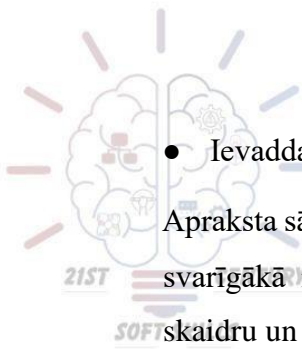 ● Ievadda
Apraksta sā
21ST
svarīgākā
SOFT
skaidru un